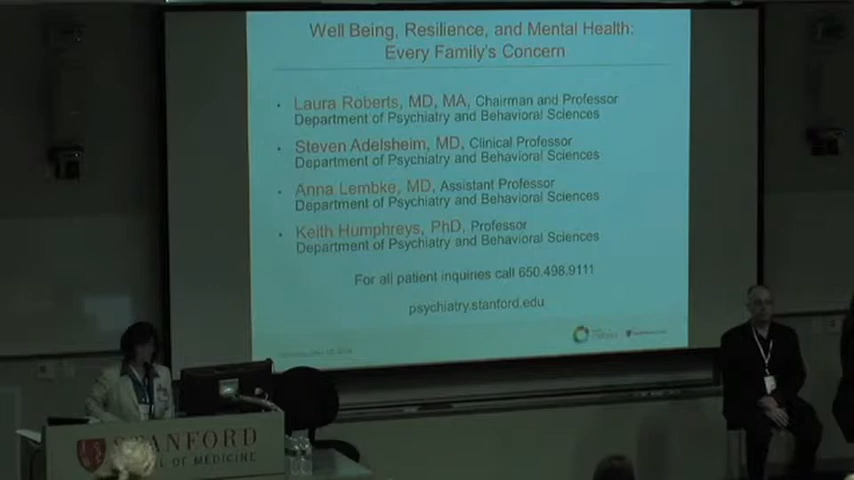 Well Being, Resilience, and Mental Health:
Every Family's Concern
• Laura Roberts, MD, MA, Chairman and Professor
Department of Psychiatry and Behavioral Sciences
• Steven Adelsheim, MD, Clinical Professor
Department of Psychiatry and Behavioral Sciences
• Anna Lembke, MD, Assistant Professor
Department of Psychiatry and Behavioral Sciences
• Keith Humphreys, PhD, Professor
Department of Psychiatry and Behavioral Sciences
For all patient inquiries call 650.498.9111
psychiatry.stanford.edu
STANFORD
OL OF MEDICINE